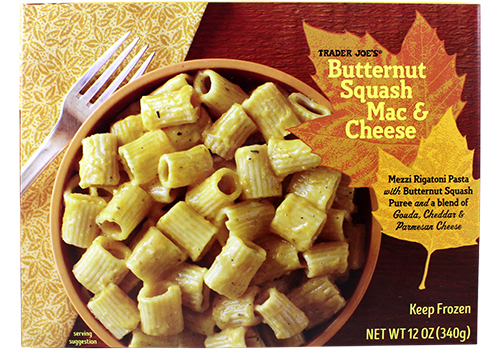 TRADER JOE'S®
Butternut
Squash
Mac &
Cheese
Mezzi Rigatoni Pasta
with Butternut Squash
Puree and a blend of
Gouda, Cheddar &
Parmesan Cheese
Keep Frozen
NET WT 12 OZ (340g)
serving
suggestion